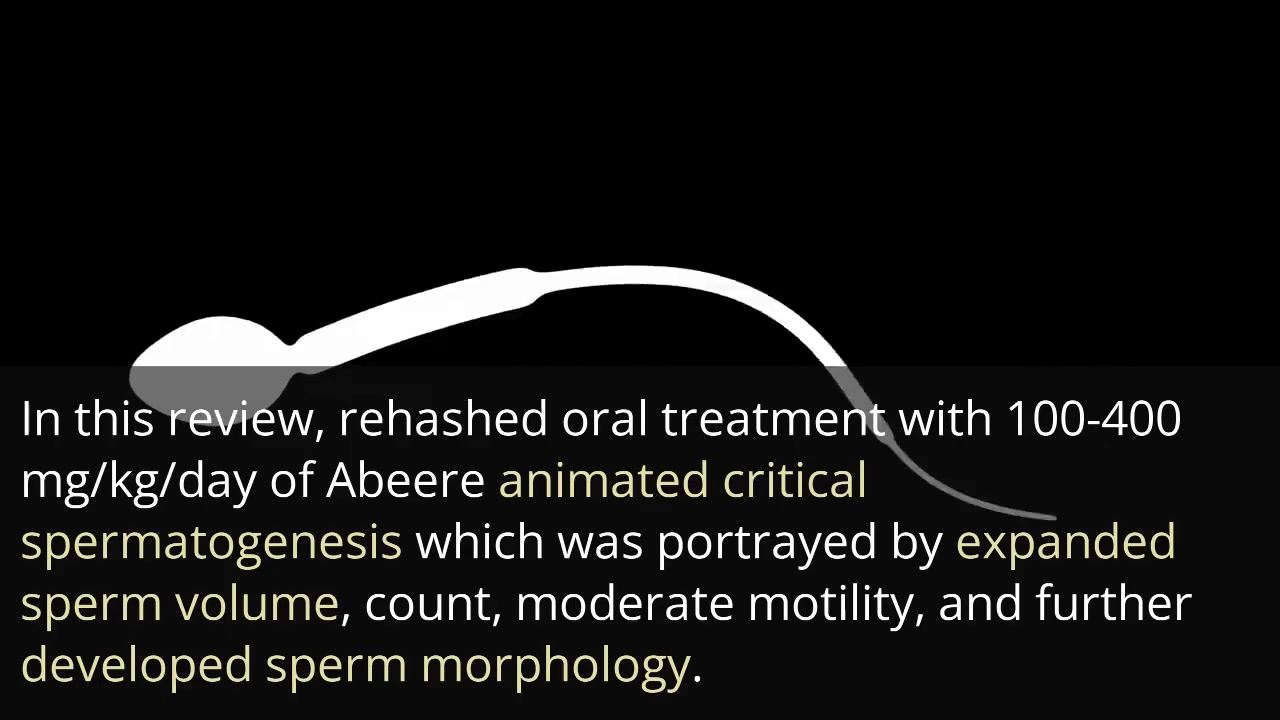 In this review, rehashed oral treatment with 100-400
mg/kg/day of Abeere animated critical
spermatogenesis which was portrayed by expanded
sperm volume, count, moderate motility, and further
developed sperm morphology.